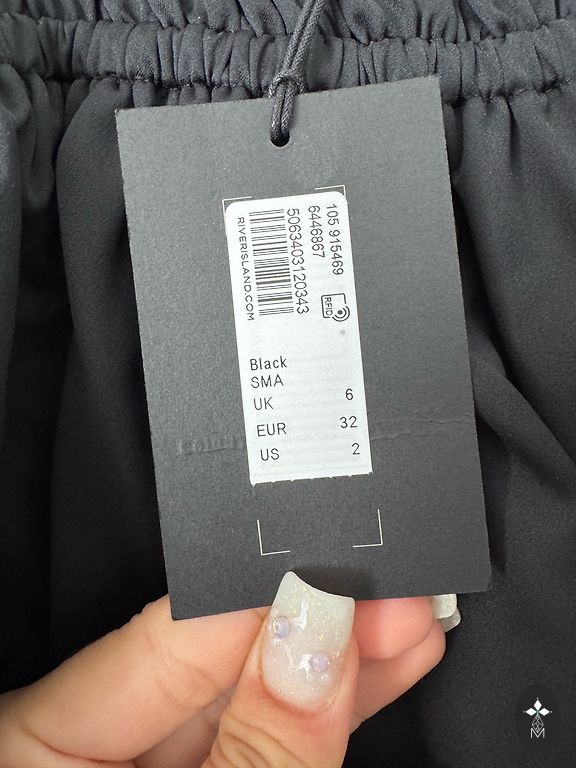 105 915469
6446867
5063403120343
RIVERISLAND.COM
RFID
Black
SMA
UK 6
EUR 32
US 2
M